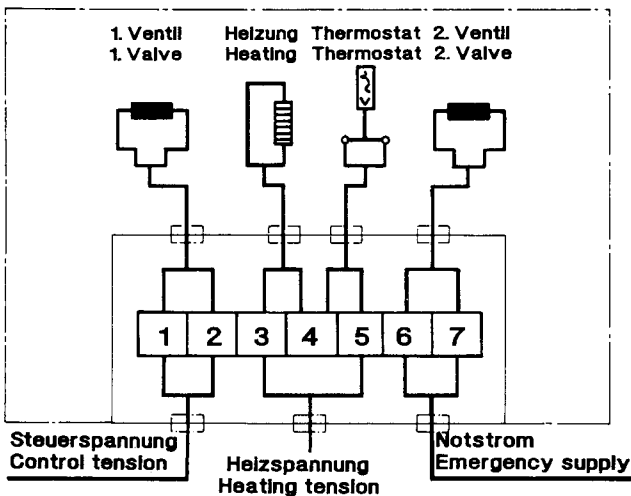 1. Ventil Heizung Thermostat 2. Ventil
1. Valve Heating Thermostat 2. Valve
1 2 3 4 5 6 7
Steuerspannung
Control tension
Heizspannung
Heating tension
Notstrom
Emergency supply